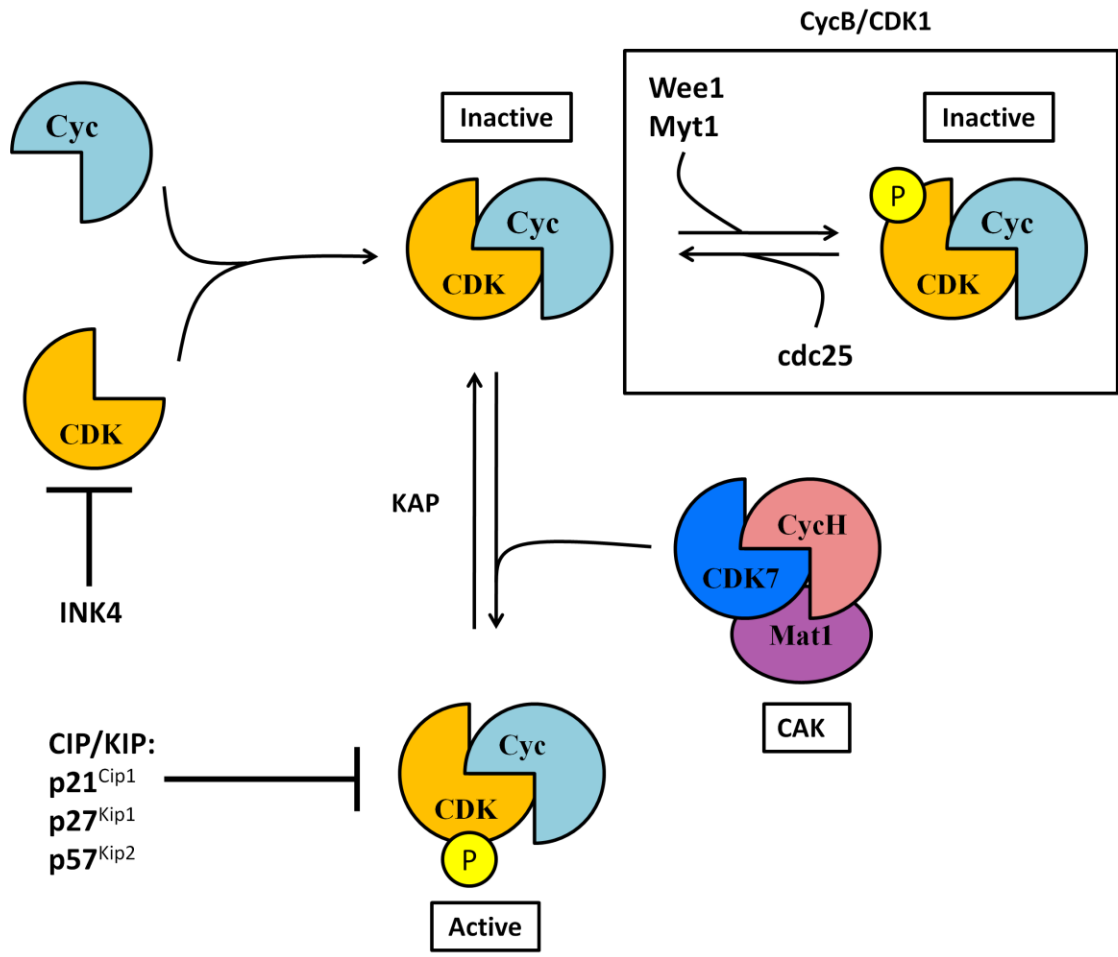 CycB/CDK1
Cyc
Inactive
Wee1
Myt1
Inactive
P
Cyc
CDK
Cyc
CDK
cdc25
CDK
INK4
KAP
CycH
CDK7
Mat1
CAK
CIP/KIP:
p21Cip1
p27Kip1
p57Kip2
Cyc
CDK
P
Active